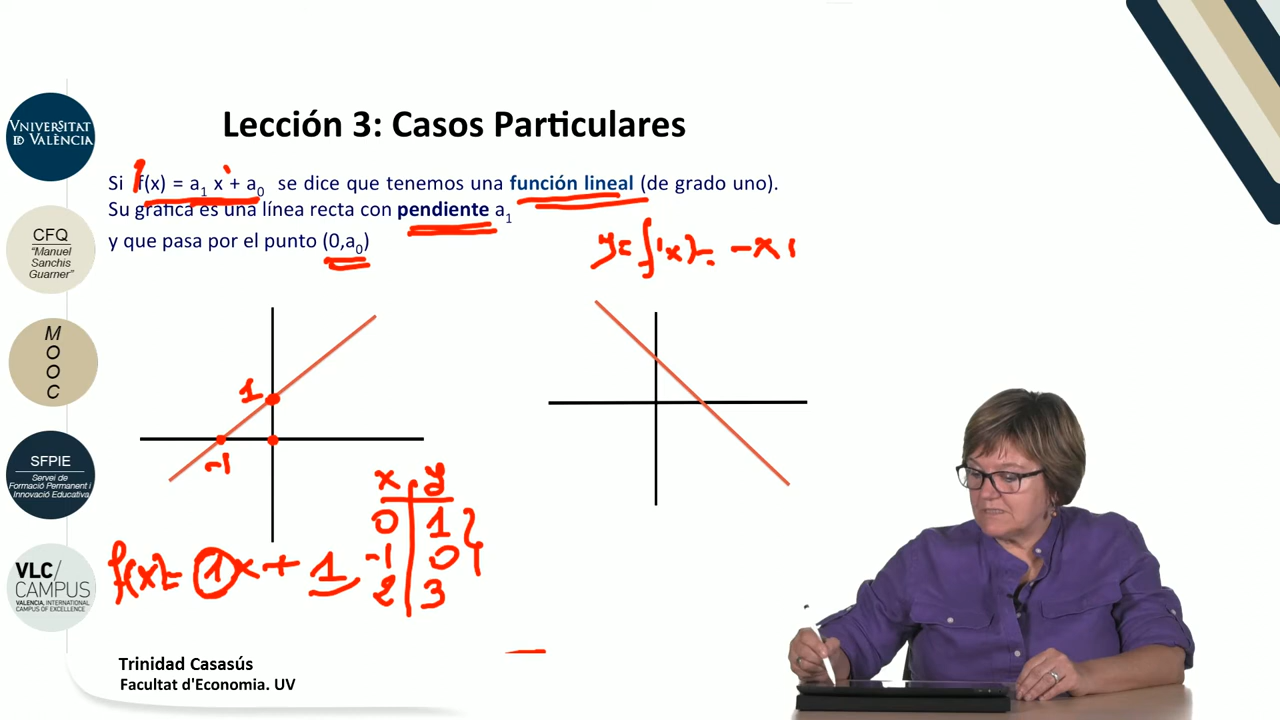 Lección 3: Casos Particulares
Si f(x) = a₁ x + a₀ se dice que tenemos una función lineal (de grado uno).
Su gráfica es una línea recta con pendiente a₁
y que pasa por el punto (0,a₀)
y = f(x) = -x
1
-1
x y
0 1
-1 0
2 3
f(x) = 1x + 1
VNIVERSITAT
DE VALÈNCIA
CFQ
"Manuel
Sanchis
Guarner"
M
O
O
C
SFPIE
Servei de
Formació Permanent i
Innovació Educativa
VLC/
CAMPUS
VALENCIA, INTERNATIONAL
CAMPUS OF EXCELLENCE
Trinidad Casasús
Facultat d'Economia. UV